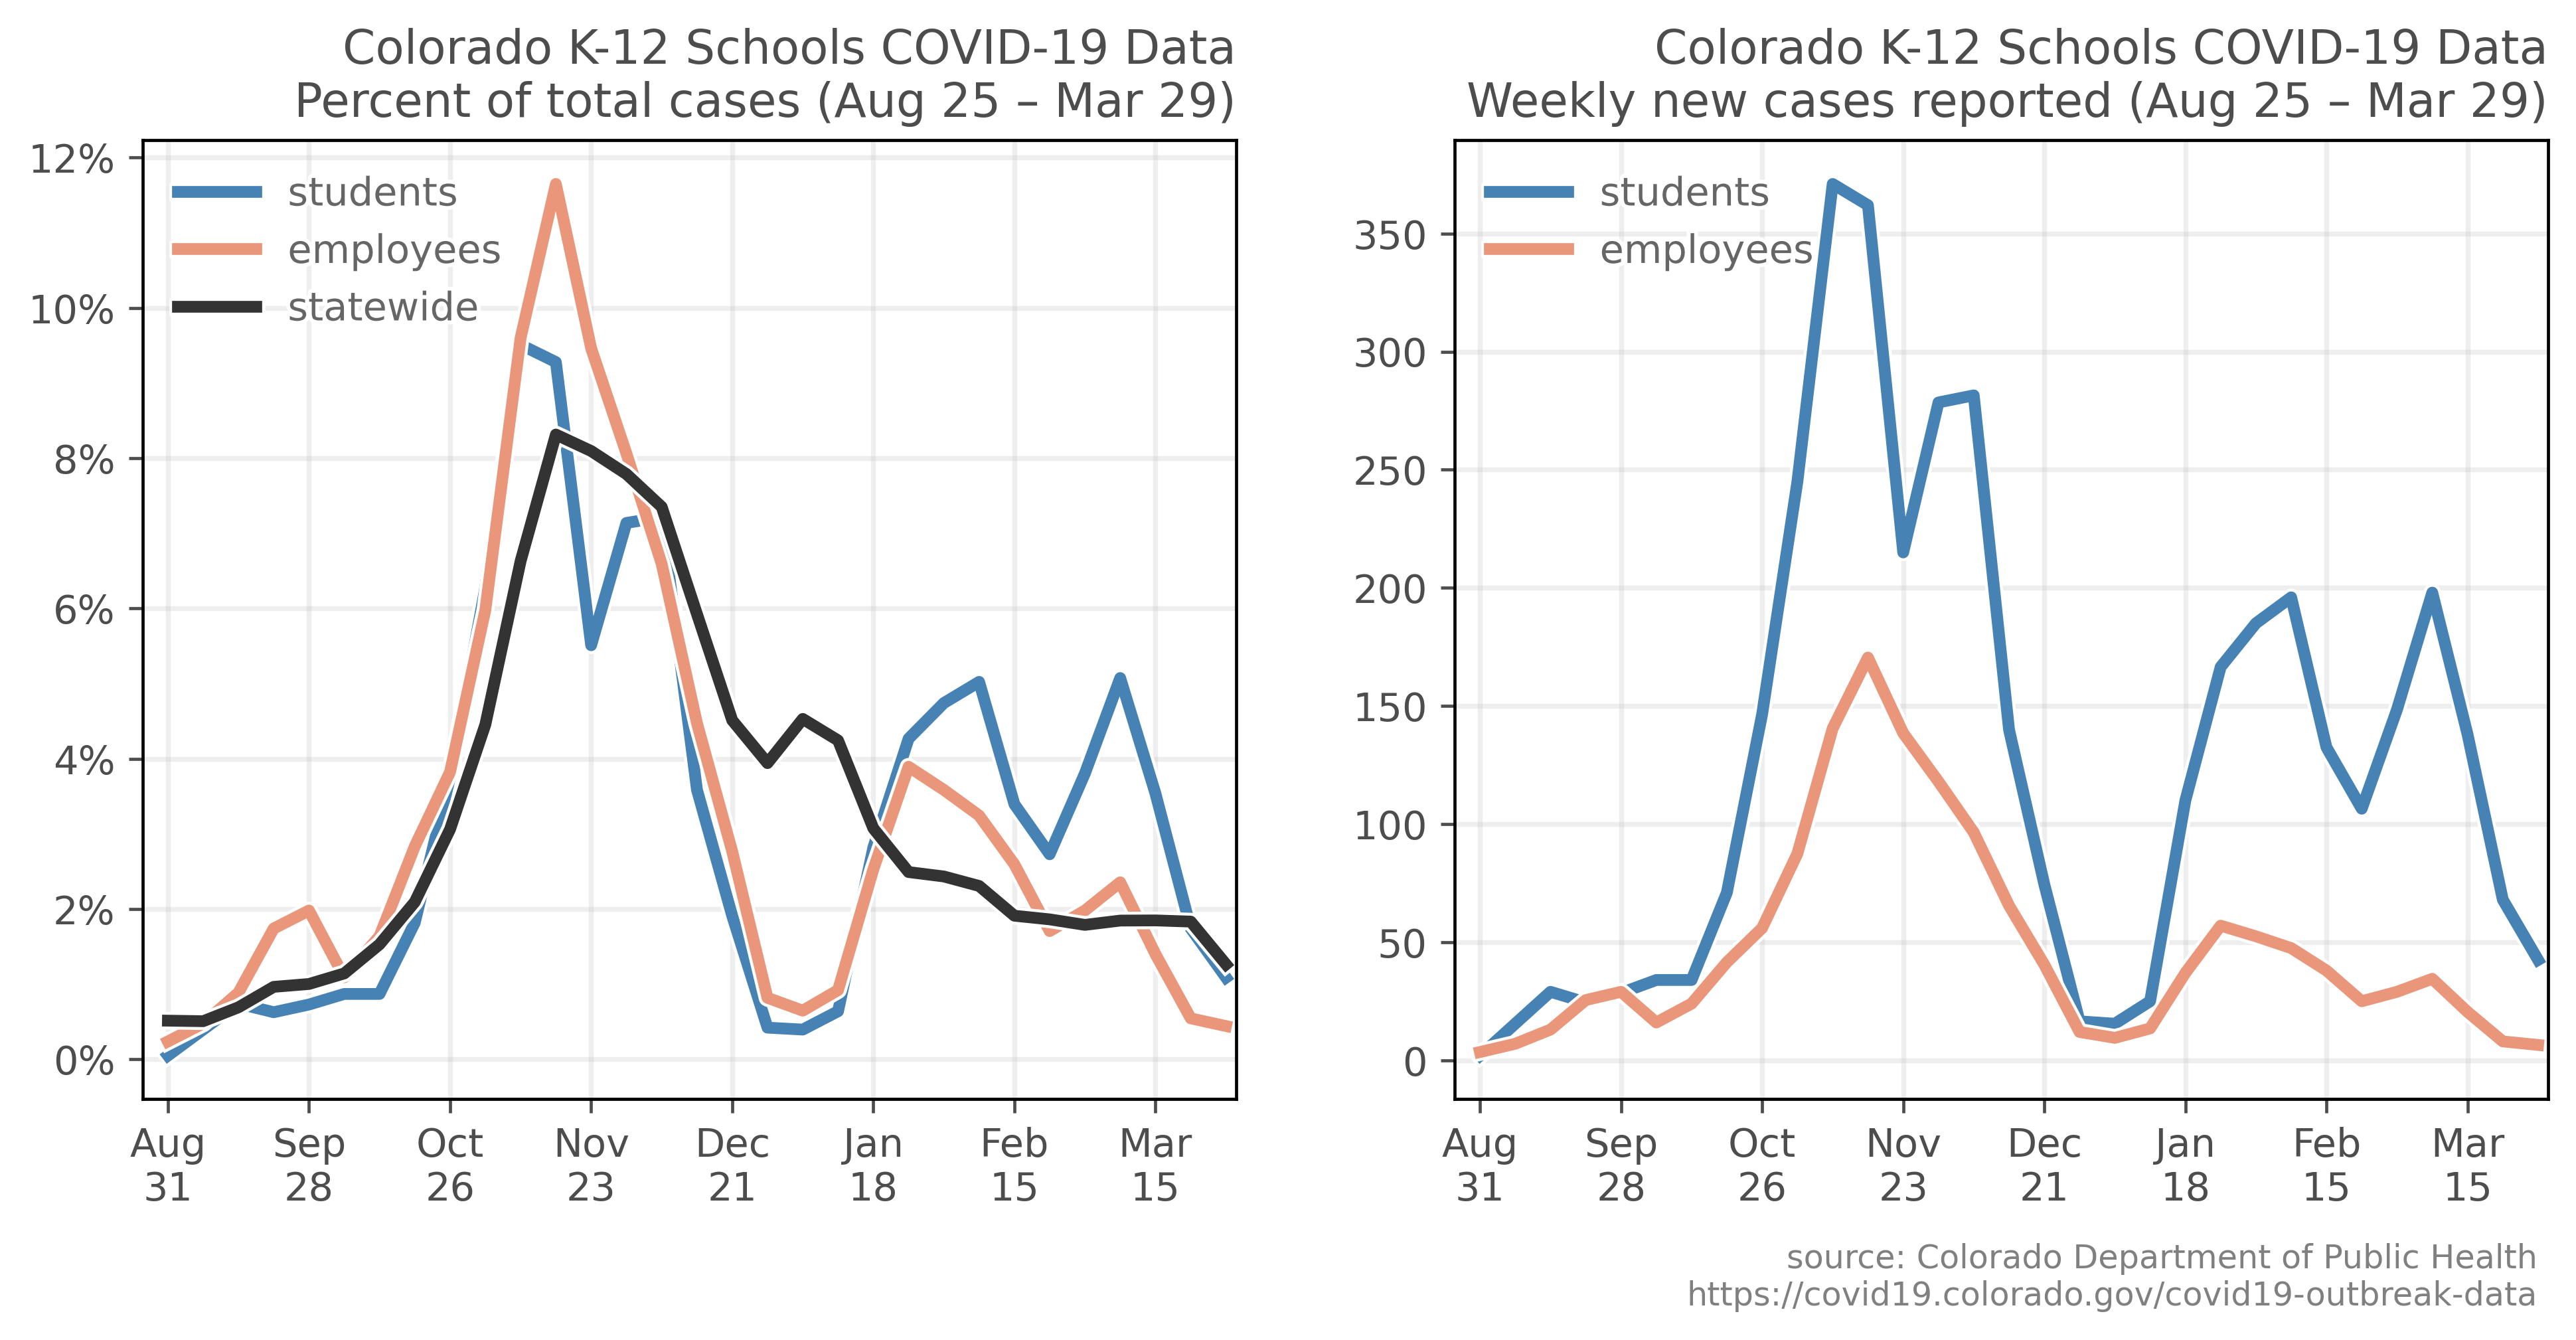 Colorado K-12 Schools COVID-19 Data
Percent of total cases (Aug 25 – Mar 29)
12%
10%
8%
6%
4%
2%
0%
students
employees
statewide
Aug
31
Sep
28
Oct
26
Nov
23
Dec
21
Jan
18
Feb
15
Mar
15
Colorado K-12 Schools COVID-19 Data
Weekly new cases reported (Aug 25 – Mar 29)
350
300
250
200
150
100
50
0
students
employees
Aug
31
Sep
28
Oct
26
Nov
23
Dec
21
Jan
18
Feb
15
Mar
15
source: Colorado Department of Public Health
https://covid19.colorado.gov/covid19-outbreak-data